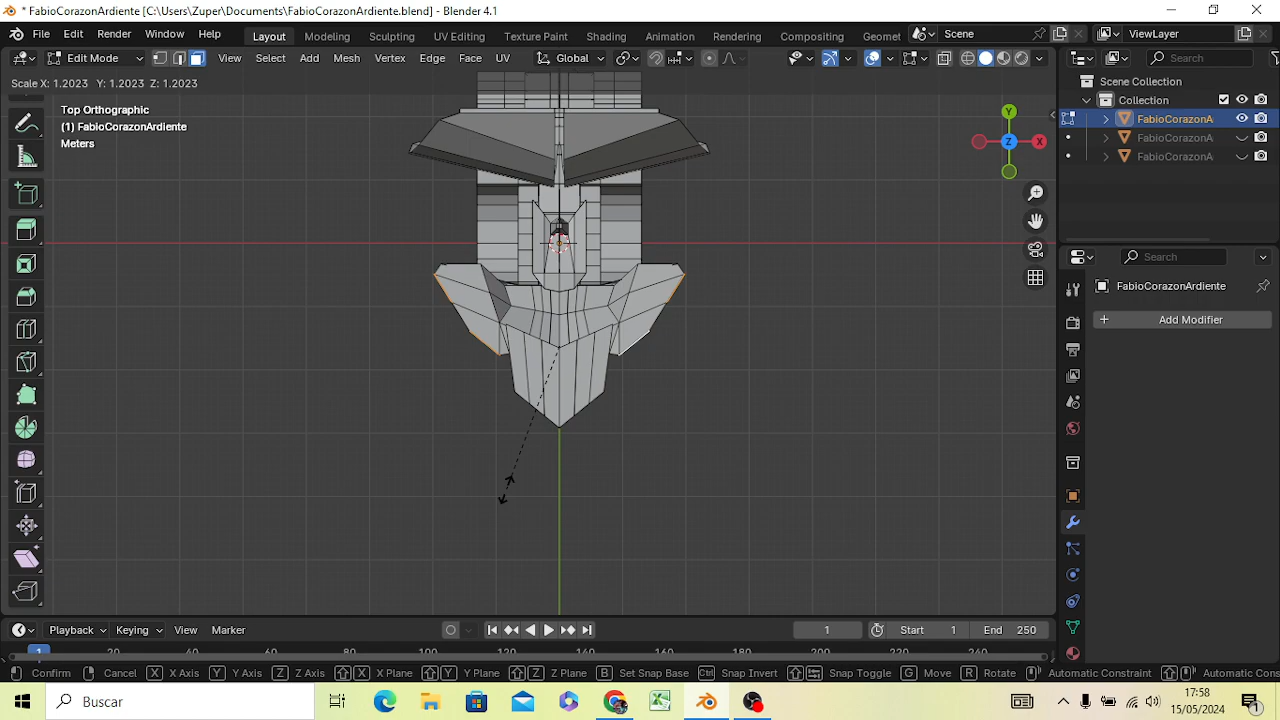 * FabioCorazonArdiente [C:\Users\Zuper\Documents\FabioCorazonArdiente.blend] - Blender 4.1
File Edit Render Window Help Layout Modeling Sculpting UV Editing Texture Paint Shading Animation Rendering Compositing Scene ViewLayer
Edit Mode View Select Add Mesh Vertex Edge Face UV Global Search
Scale X: 1.2023 Y: 1.2023 Z: 1.2023
Scene Collection
Top Orthographic
(1) FabioCorazonArdiente
Meters
Collection
FabioCorazonA
FabioCorazonA
FabioCorazonA
Y
Z
X
Search
FabioCorazonArdiente
Add Modifier
Playback Keying View Marker 1 Start 1 End 250
1 20 40 60 80 100 120 140 160 180 200 220 240
Confirm Cancel X X Axis Y Y Axis Z Z Axis X X Plane Y Y Plane Z Z Plane B Set Snap Base Ctrl Snap Invert Snap Toggle G Move R Rotate Automatic Constraint Automatic Cons
Buscar 17:58
15/05/2024
1